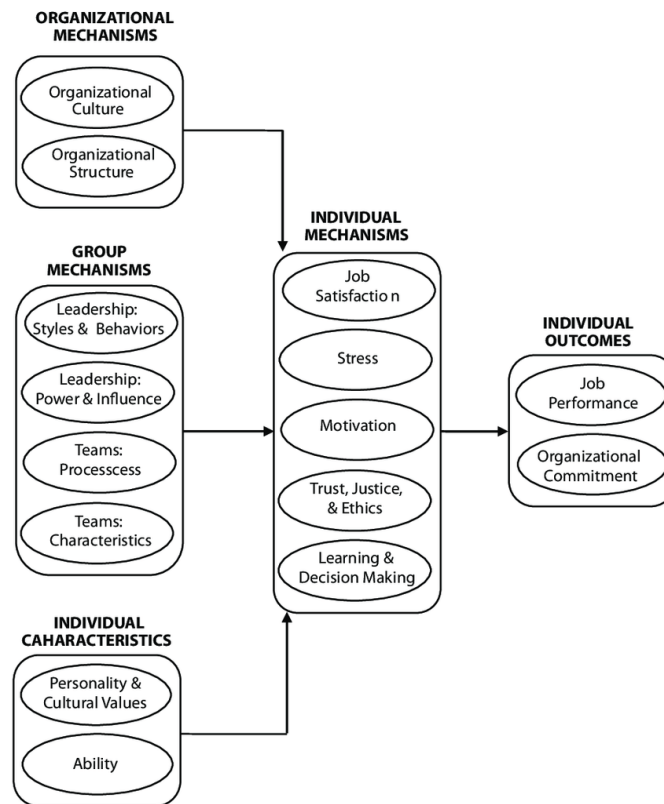 ORGANIZATIONAL
MECHANISMS
Organizational
Culture
Organizational
Structure
GROUP
MECHANISMS
Leadership:
Styles & Behaviors
Leadership:
Power & Influence
Teams:
Processcess
Teams:
Characteristics
INDIVIDUAL
CAHARACTERISTICS
Personality &
Cultural Values
Ability
INDIVIDUAL
MECHANISMS
Job
Satisfaction
Stress
Motivation
Trust, Justice,
& Ethics
Learning &
Decision Making
INDIVIDUAL
OUTCOMES
Job
Performance
Organizational
Commitment